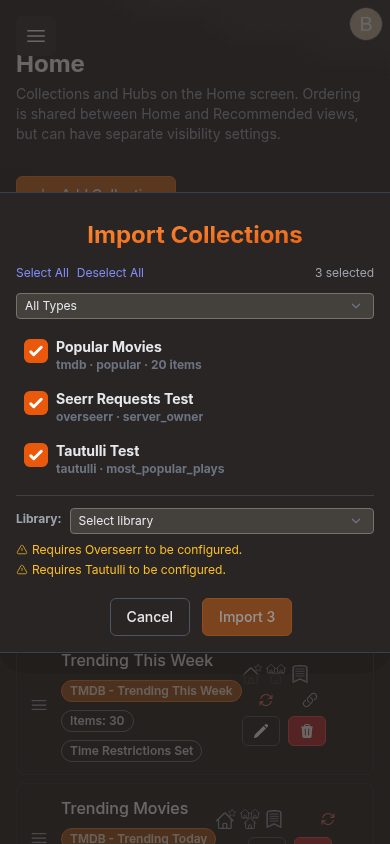 B
Home
Collections and Hubs on the Home screen. Ordering
is shared between Home and Recommended views,
but can have separate visibility settings.
Import Collections
Select All Deselect All 3 selected
All Types
Popular Movies
tmdb · popular · 20 items
Seerr Requests Test
overseerr · server_owner
Tautulli Test
tautulli · most_popular_plays
Library: Select library
Requires Overseerr to be configured.
Requires Tautulli to be configured.
Cancel Import 3
Trending This Week
TMDB - Trending This Week
Items: 30
Time Restrictions Set
Trending Movies
TMDB - Trending Today